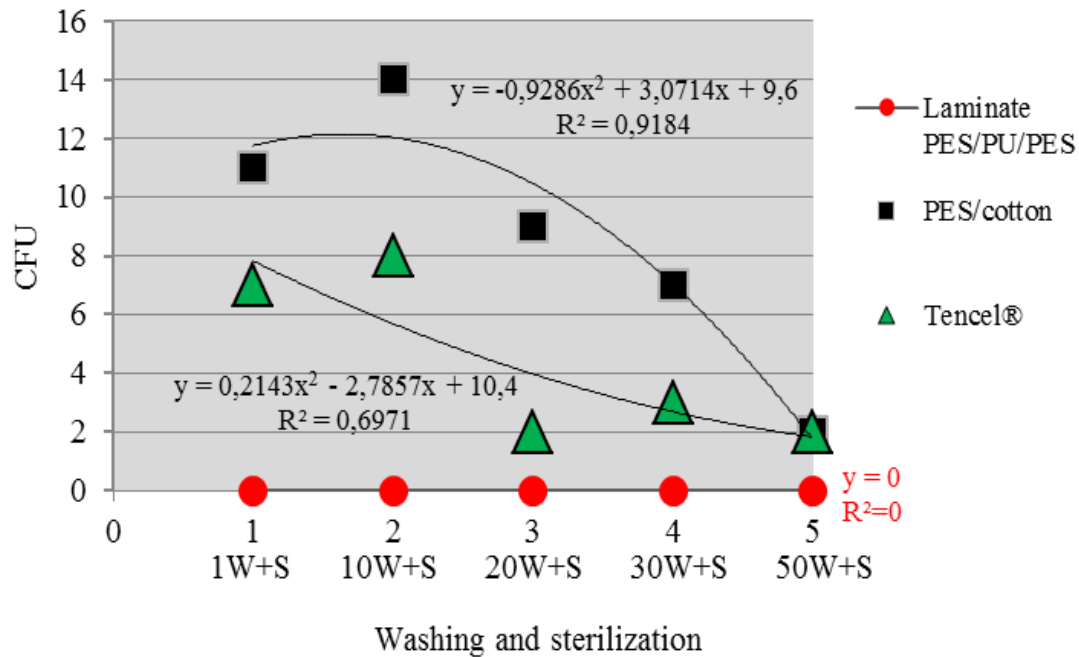 16
14
12
10
8
6
4
2
0
CFU
y = -0,9286x² + 3,0714x + 9,6
R² = 0,9184
y = 0,2143x² - 2,7857x + 10,4
R² = 0,6971
y = 0
R²=0
0 1 2 3 4 5
1W+S 10W+S 20W+S 30W+S 50W+S
Washing and sterilization
Laminate
PES/PU/PES
PES/cotton
Tencel®